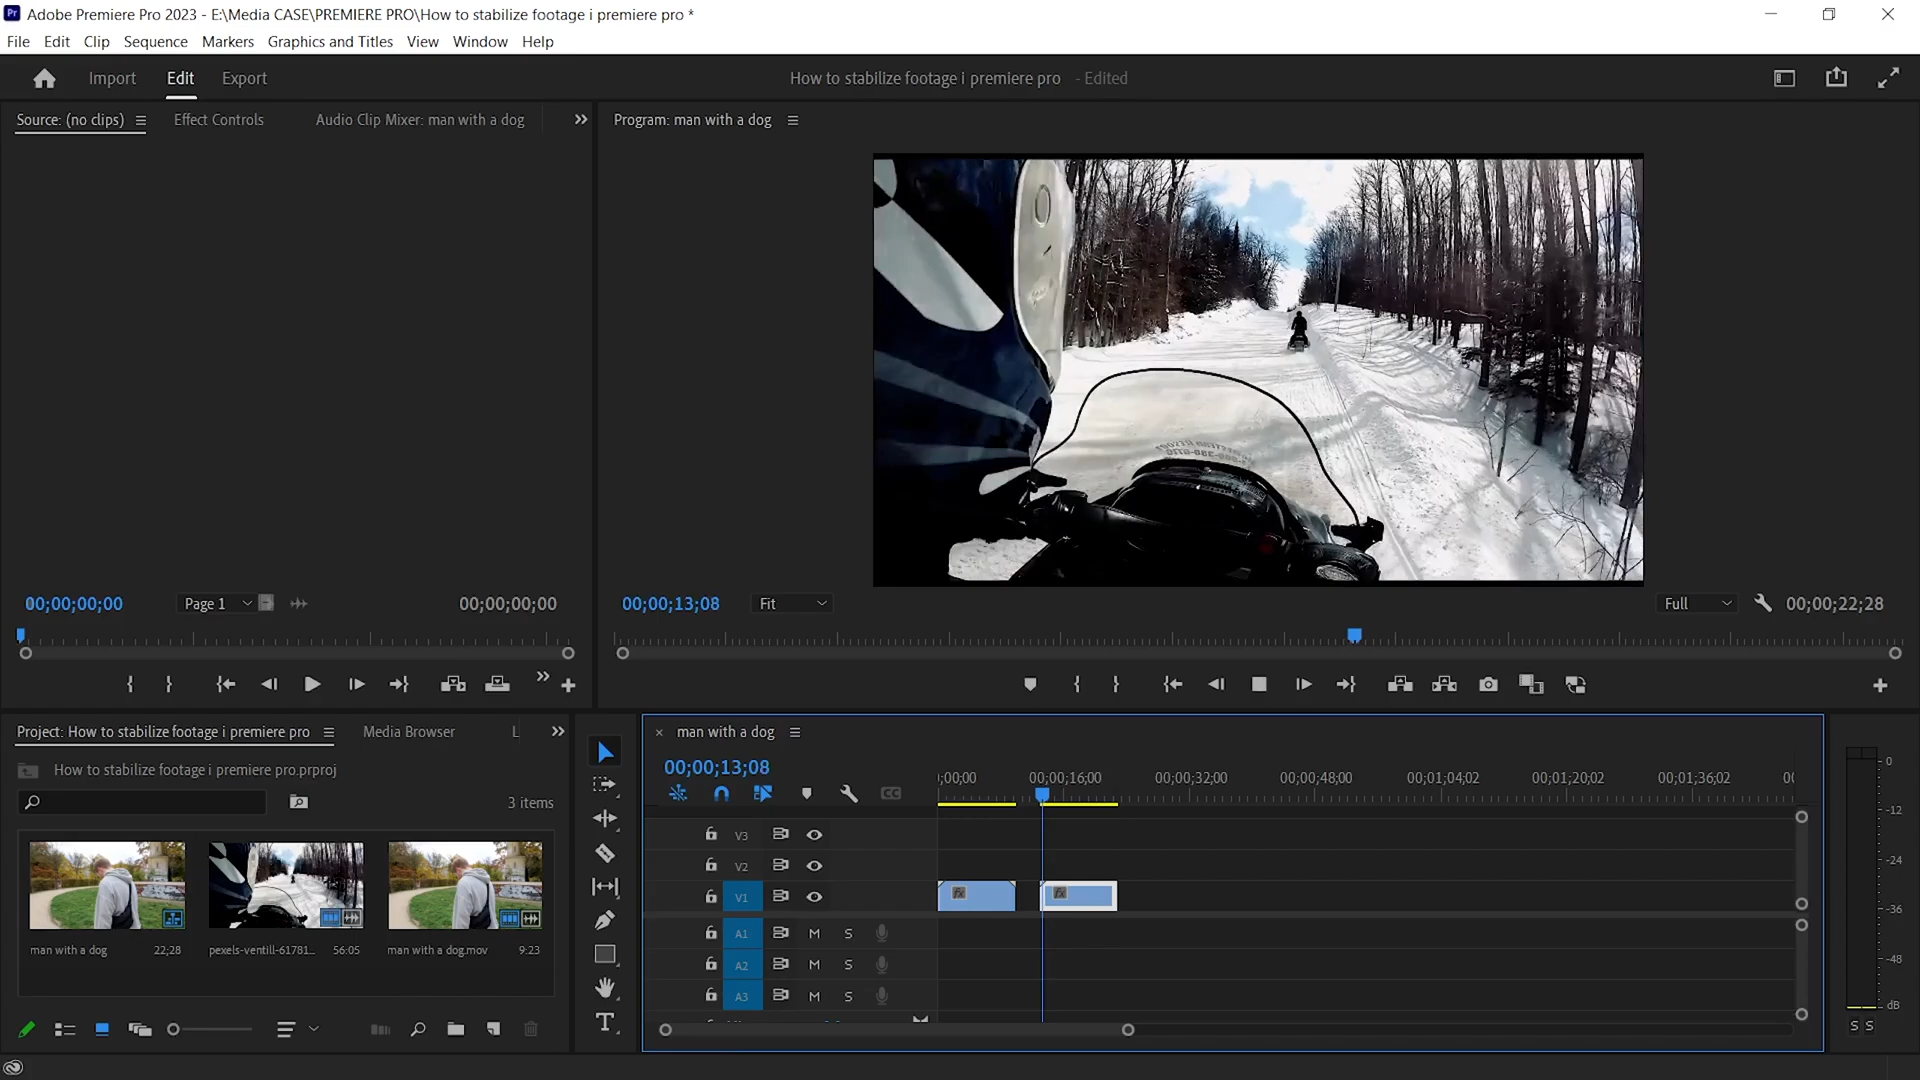 Pr Adobe Premiere Pro 2023 - E:\Media CASE\PREMIERE PRO\How to stabilize footage i premiere pro *
File Edit Clip Sequence Markers Graphics and Titles View Window Help
Import Edit Export
How to stabilize footage i premiere pro - Edited
Source: (no clips) Effect Controls Audio Clip Mixer: man with a dog
Program: man with a dog
00;00;00;00 Page 1 00;00;00;00
00;00;13;08 Fit Full 00;00;22;28
Project: How to stabilize footage i premiere pro Media Browser
How to stabilize footage i premiere pro.prproj
3 items
man with a dog 22;28
pexels-ventill-61781... 56:05
man with a dog.mov 9:23
× man with a dog
00;00;13;08
;00;00 00;00;16;00 00;00;32;00 00;00;48;00 00;01;04;02 00;01;20;02 00;01;36;02 00
CC
V3
V2
V1
fx fx
A1 M S
A2 M S
A3 M S
0
-12
-24
-36
-48
dB
S S